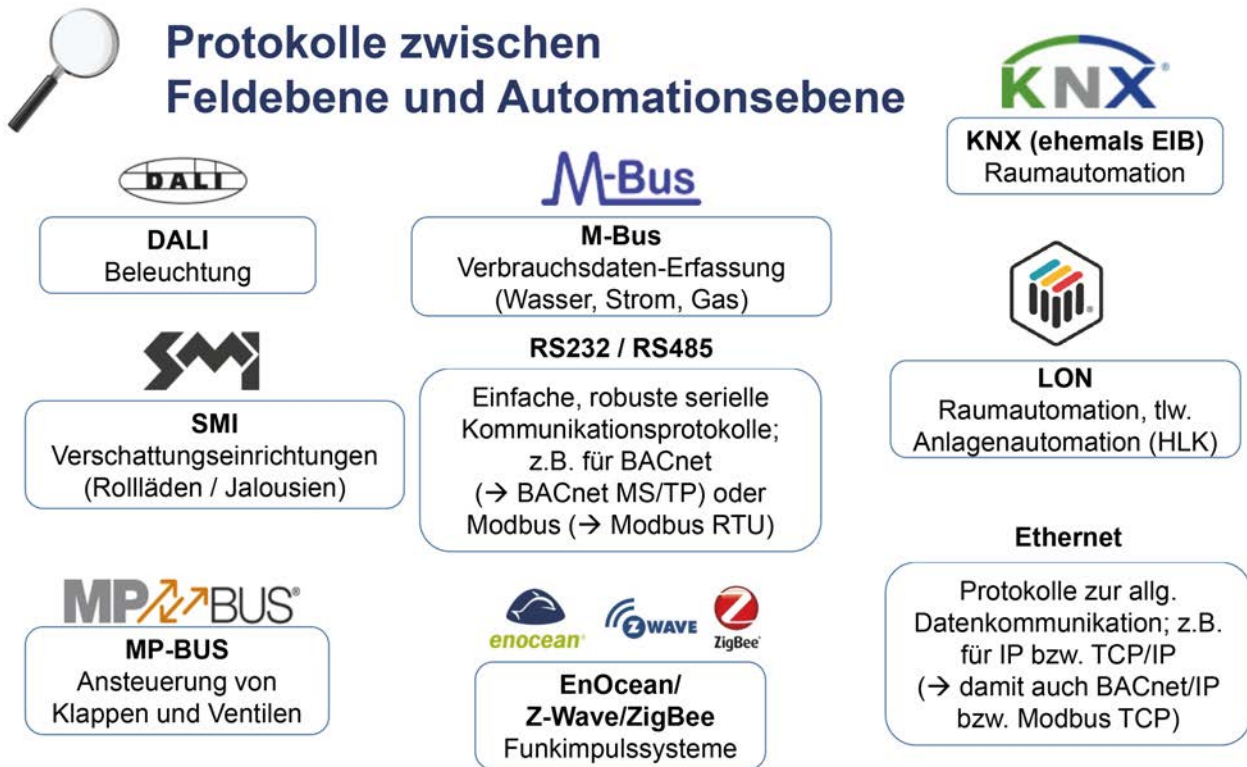 Protokolle zwischen
Feldebene und Automationsebene
KNX®
KNX (ehemals EIB)
Raumautomation
DALI
DALI
Beleuchtung
M-Bus
M-Bus
Verbrauchsdaten-Erfassung
(Wasser, Strom, Gas)
SMI
SMI
Verschattungseinrichtungen
(Rollläden / Jalousien)
RS232 / RS485
Einfache, robuste serielle
Kommunikationsprotokolle;
z.B. für BACnet
(→ BACnet MS/TP) oder
Modbus (→ Modbus RTU)
®
LON
Raumautomation, tlw.
Anlagenautomation (HLK)
MP BUS®
MP-BUS
Ansteuerung von
Klappen und Ventilen
enocean®
Z WAVE
Z
ZigBee®
EnOcean/
Z-Wave/ZigBee
Funkimpulssysteme
Ethernet
Protokolle zur allg.
Datenkommunikation; z.B.
für IP bzw. TCP/IP
(→ damit auch BACnet/IP
bzw. Modbus TCP)